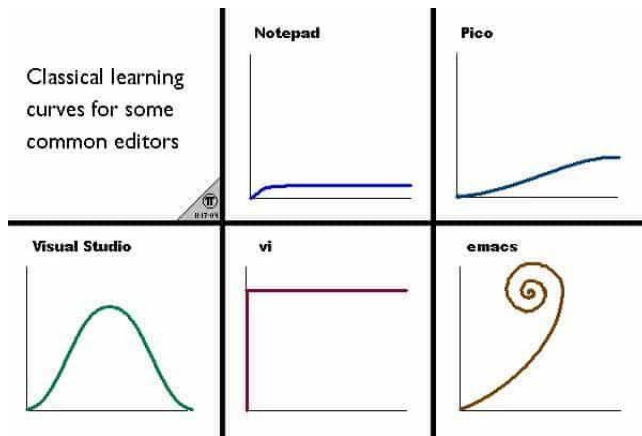 Classical learning
curves for some
common editors
Notepad
Pico
Visual Studio
vi
emacs